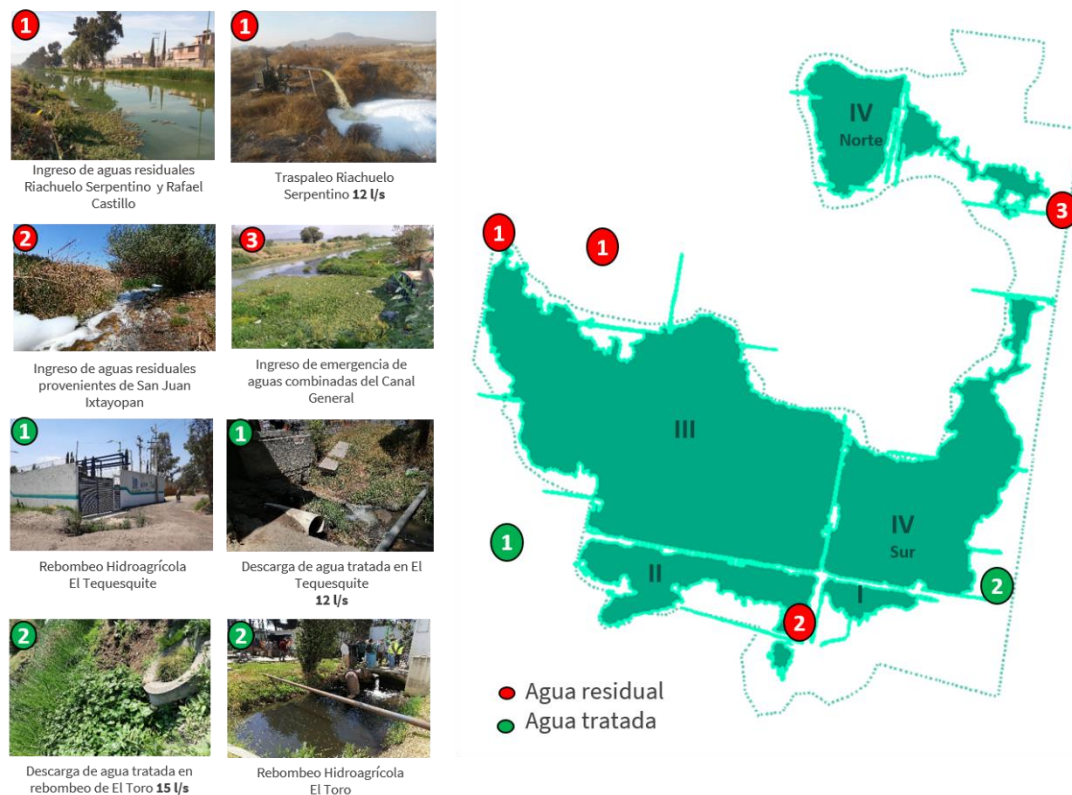 1
1
Ingreso de aguas residuales
Riachuelo Serpentino y Rafael
Castillo
Traspaleo Riachuelo
Serpentino 12 l/s
2
3
Ingreso de aguas residuales
provenientes de San Juan
Ixtayopan
Ingreso de emergencia de
aguas combinadas del Canal
General
1
1
Rebombeo Hidroagrícola
El Tequesquite
Descarga de agua tratada en El
Tequesquite
12 l/s
2
2
Descarga de agua tratada en
rebombeo de El Toro 15 l/s
Rebombeo Hidroagrícola
El Toro
IV
Norte
3
1
1
III
IV
Sur
1
II
I
2
2
Agua residual
Agua tratada